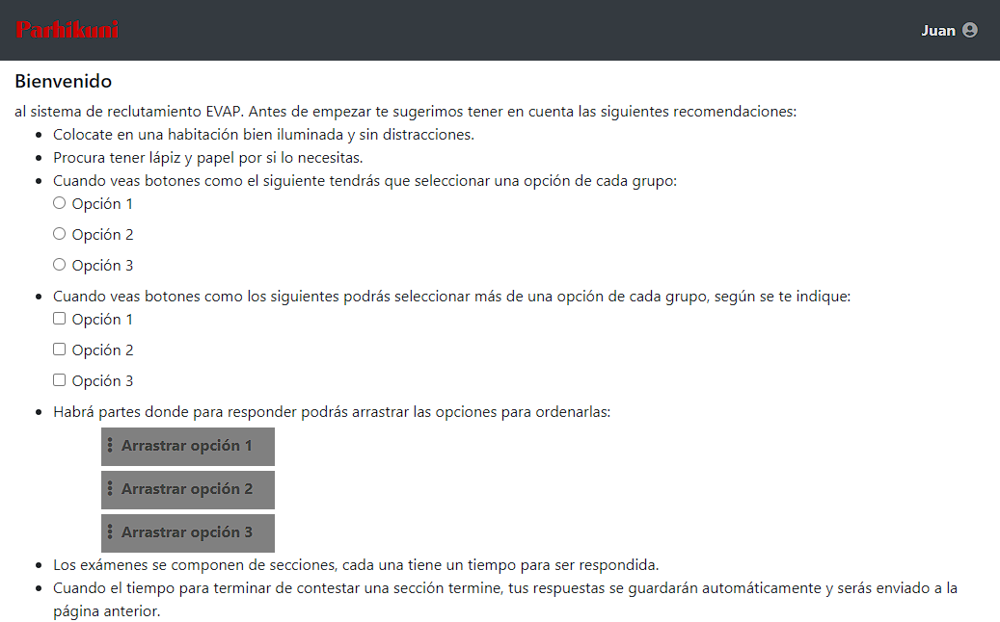 Parhikuni
Juan
Bienvenido
al sistema de reclutamiento EVAP. Antes de empezar te sugerimos tener en cuenta las siguientes recomendaciones:
Colocate en una habitación bien iluminada y sin distracciones.
Procura tener lápiz y papel por si lo necesitas.
Cuando veas botones como el siguiente tendrás que seleccionar una opción de cada grupo:
Opción 1
Opción 2
Opción 3
Cuando veas botones como los siguientes podrás seleccionar más de una opción de cada grupo, según se te indique:
Opción 1
Opción 2
Opción 3
Habrá partes donde para responder podrás arrastrar las opciones para ordenarlas:
Arrastrar opción 1
Arrastrar opción 2
Arrastrar opción 3
Los exámenes se componen de secciones, cada una tiene un tiempo para ser respondida.
Cuando el tiempo para terminar de contestar una sección termine, tus respuestas se guardarán automáticamente y serás enviado a la
página anterior.